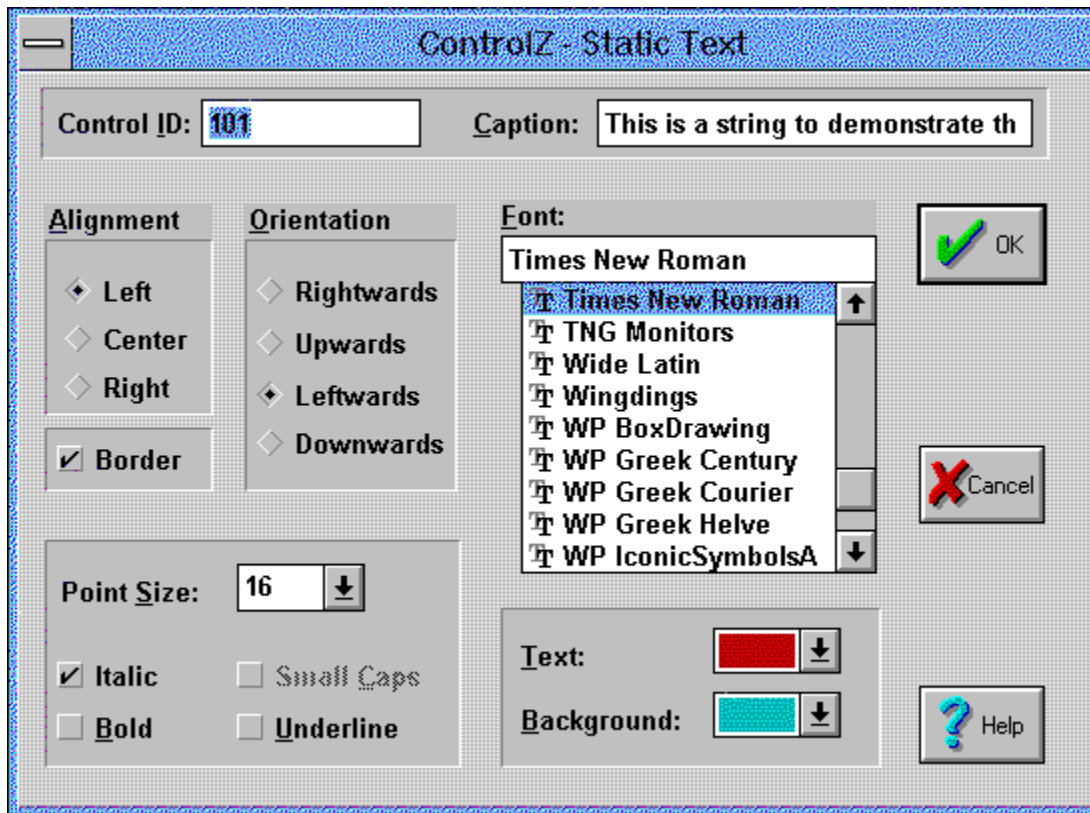 ControlZ - Static Text
Control ID: 101 Caption: This is a string to demonstrate th
Alignment
Left
Center
Right
Border
Orientation
Rightwards
Upwards
Leftwards
Downwards
Font:
Times New Roman
Times New Roman
TNG Monitors
Wide Latin
Wingdings
WP BoxDrawing
WP Greek Century
WP Greek Courier
WP Greek Helve
WP IconicSymbolsA
OK
Cancel
Help
Point Size: 16
Italic Small Caps
Bold Underline
Text:
Background: